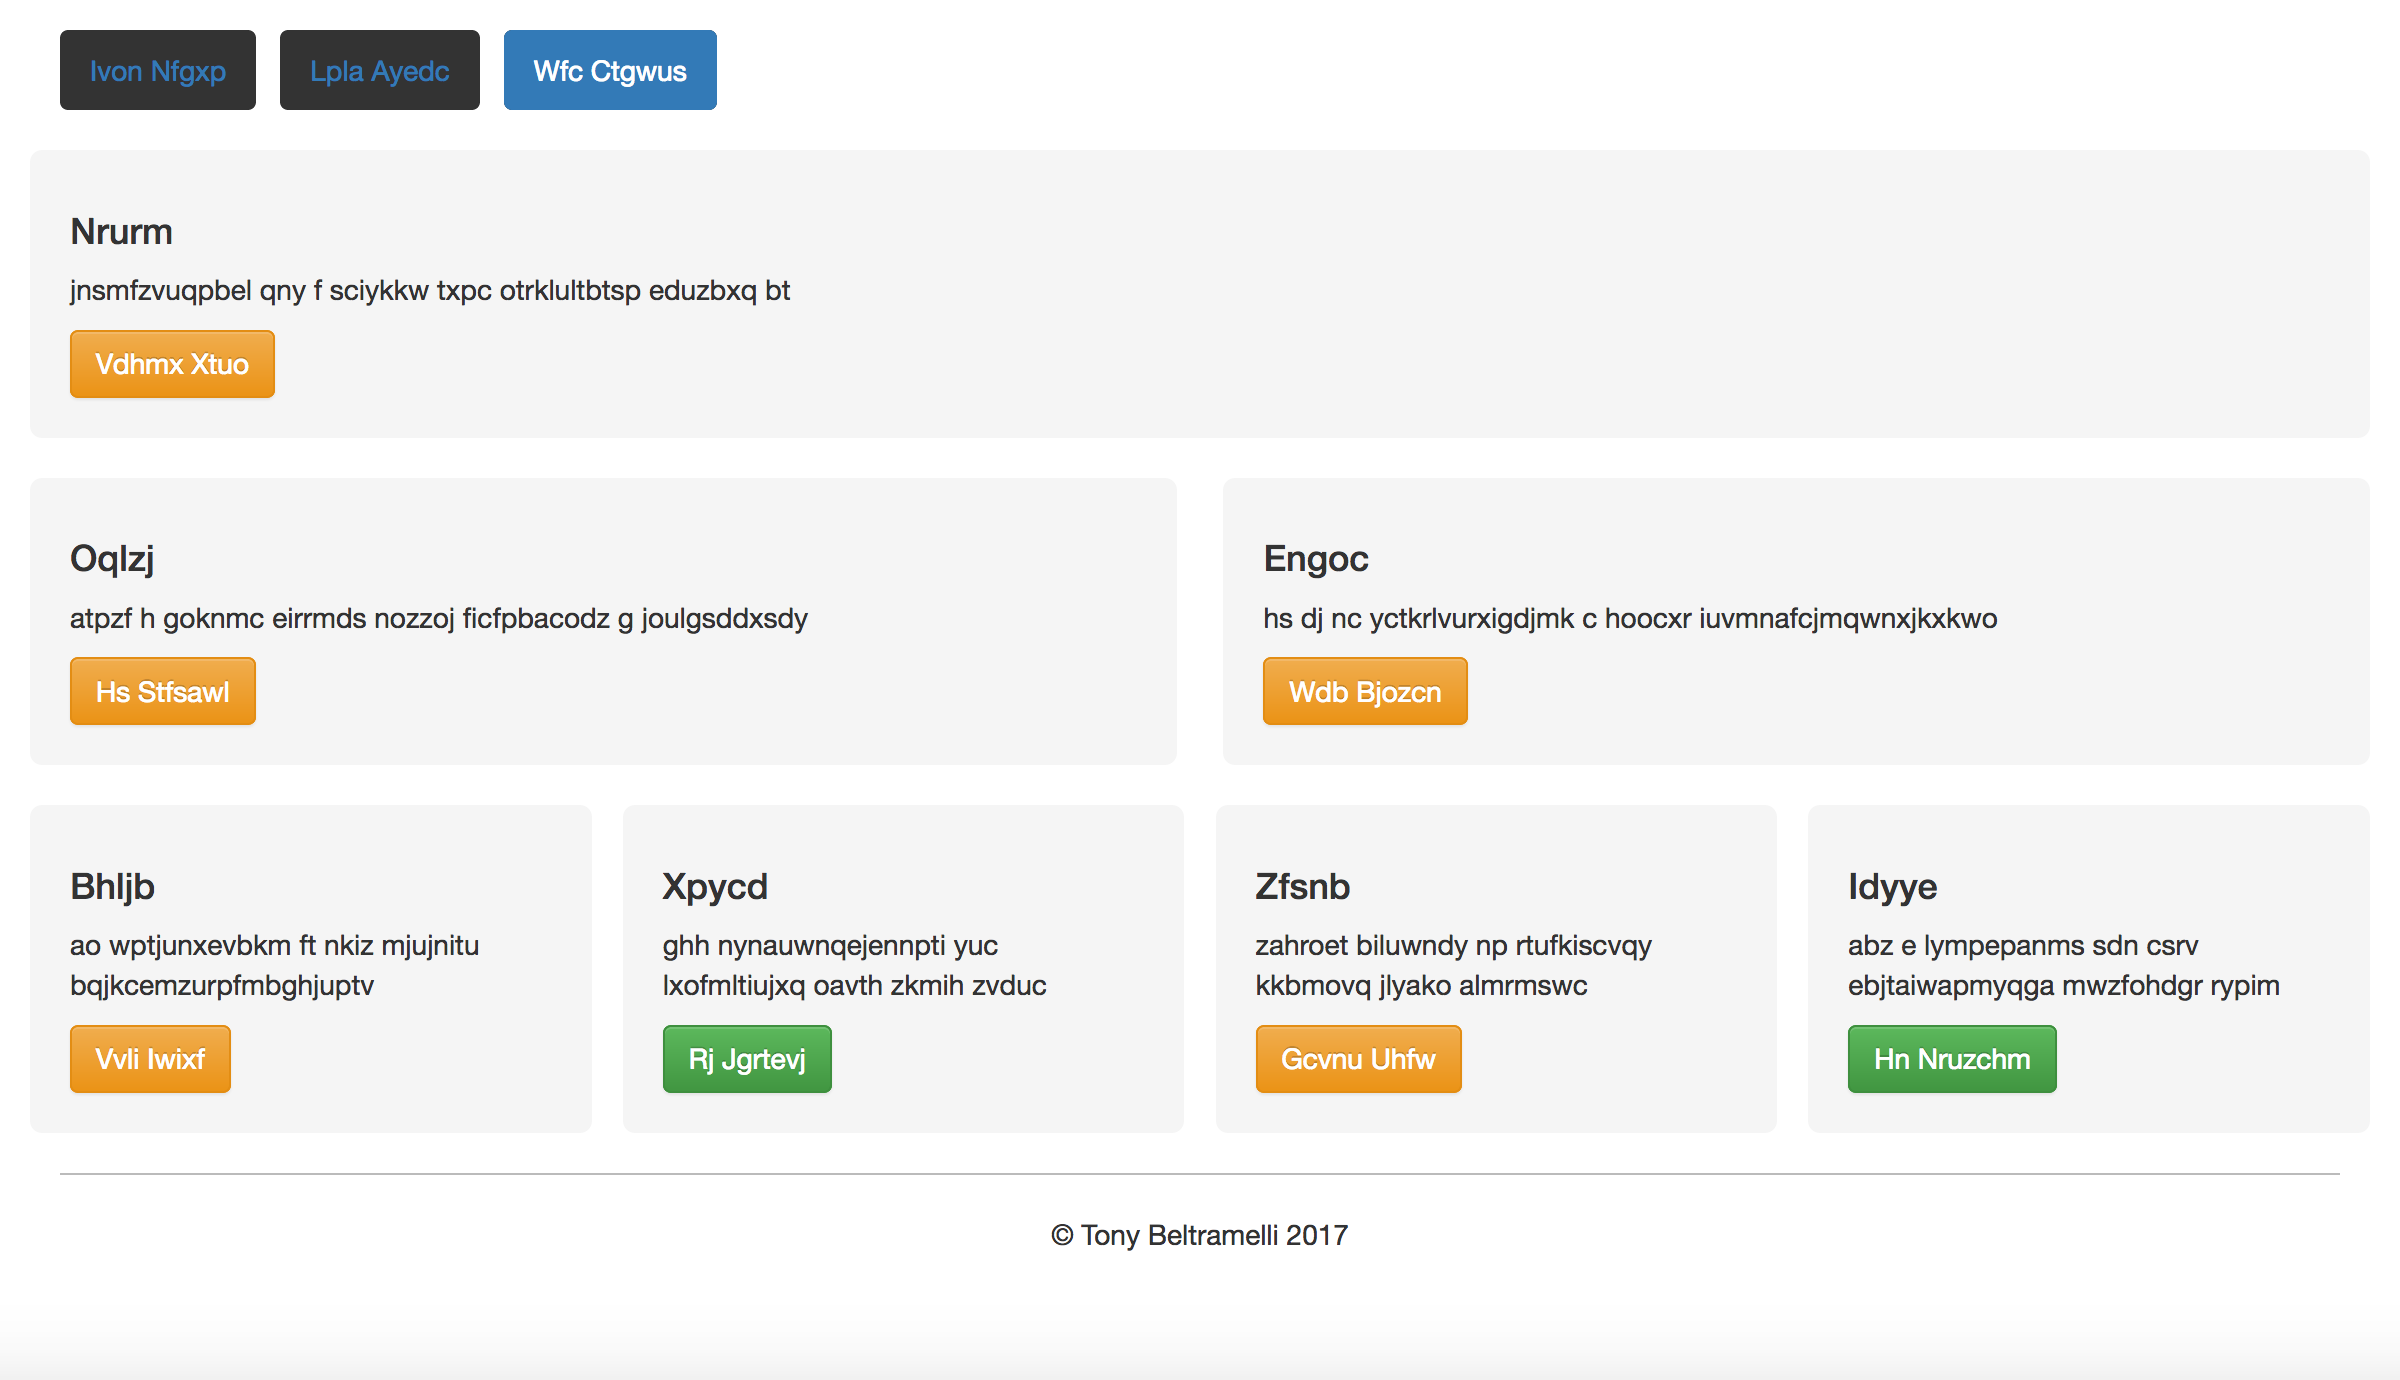 Ivon Nfgxp
Lpla Ayedc
Wfc Ctgwus
Nrurm
jnsmfzvuqpbel qny f sciykkw txpc otrklultbtsp eduzbxq bt
Vdhmx Xtuo
Oqlzj
atpzf h goknmc eirrmds nozzoj ficfpbacodz g joulgsddxsdy
Hs Stfsawl
Engoc
hs dj nc yctkrlvurxigdjmk c hoocxr iuvmnafcjmqwnxjkxkwo
Wdb Bjozcn
Bhljb
ao wptjunxevbkm ft nkiz mjujnitu
bqjkcemzurpfmbghjuptv
Vvli Iwixf
Xpycd
ghh nynauwnqejennpti yuc
lxofmltiujxq oavth zkmih zvduc
Rj Jgrtevj
Zfsnb
zahroet biluwndy np rtufkiscvqy
kkbmovq jlyako almrmswc
Gcvnu Uhfw
Idyye
abz e lympepanms sdn csrv
ebjtaiwapmyqga mwzfohdgr rypim
Hn Nruzchm
© Tony Beltramelli 2017